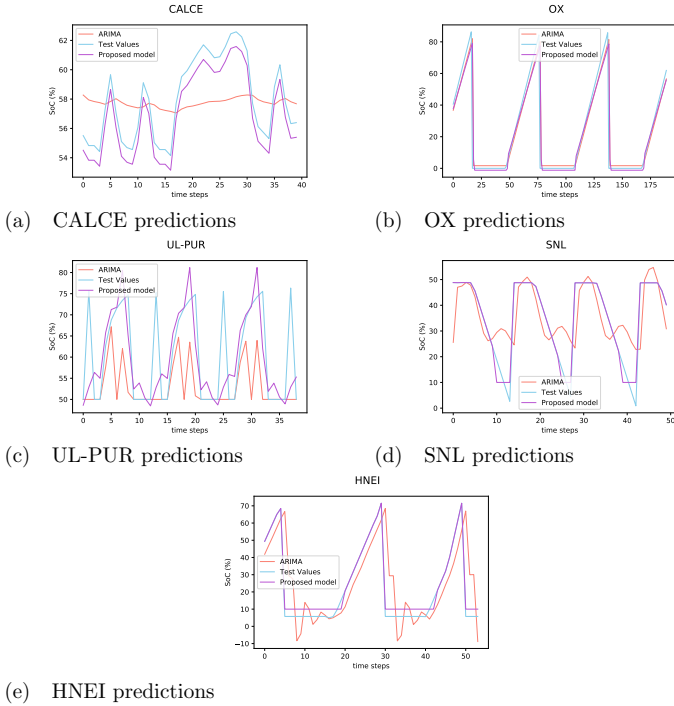 CALCE
ARIMA
Test Values
Proposed model
SoC (%)
62
60
58
56
54
0 5 10 15 20 25 30 35 40
time steps
(a) CALCE predictions
OX
ARIMA
Test Values
Proposed model
SoC (%)
80
60
40
20
0
0 25 50 75 100 125 150 175
time steps
(b) OX predictions
UL-PUR
ARIMA
Test Values
Proposed model
SoC (%)
80
75
70
65
60
55
50
0 5 10 15 20 25 30 35
time steps
(c) UL-PUR predictions
SNL
ARIMA
Test Values
Proposed model
SoC (%)
50
40
30
20
10
0
0 10 20 30 40 50
time steps
(d) SNL predictions
HNEI
ARIMA
Test Values
Proposed model
SoC (%)
70
60
50
40
30
20
10
0
−10
0 10 20 30 40 50
time steps
(e) HNEI predictions